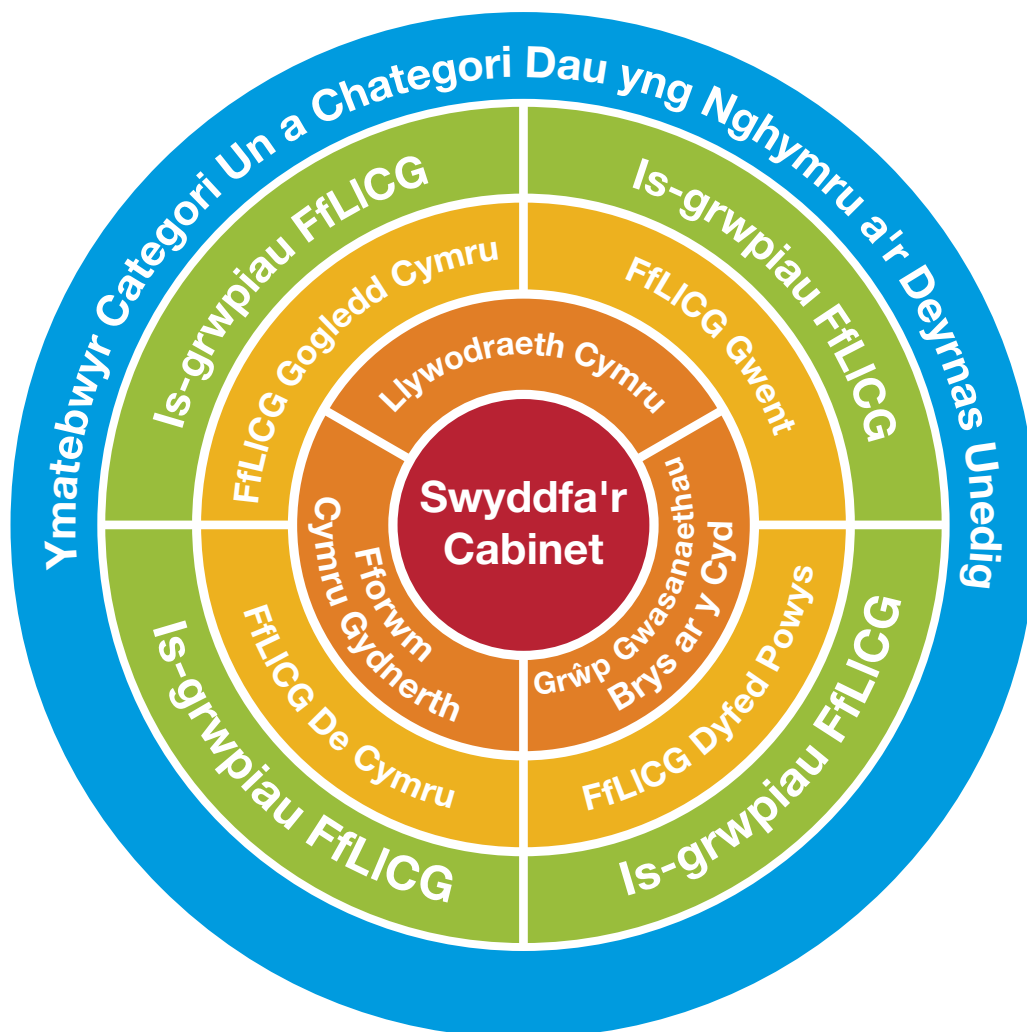 Ymatebwyr Categori Un a Chategori Dau yng Nghymru a'r Deyrnas Unedig
Is-grwpiau FfLlCG
Is-grwpiau FfLlCG
FfLlCG Gogledd Cymru
FfLlCG Gwent
Llywodraeth Cymru
Swyddfa'r
Cabinet
Fforwm
Cymru Gydnerth
Grŵp Gwasanaethan
Brys ar y Cyd
FfLlCG De Cymru
FfLlCG Dyfed Powys
Is-grwpiau FfLlCG
Is-grwpiau FfLlCG